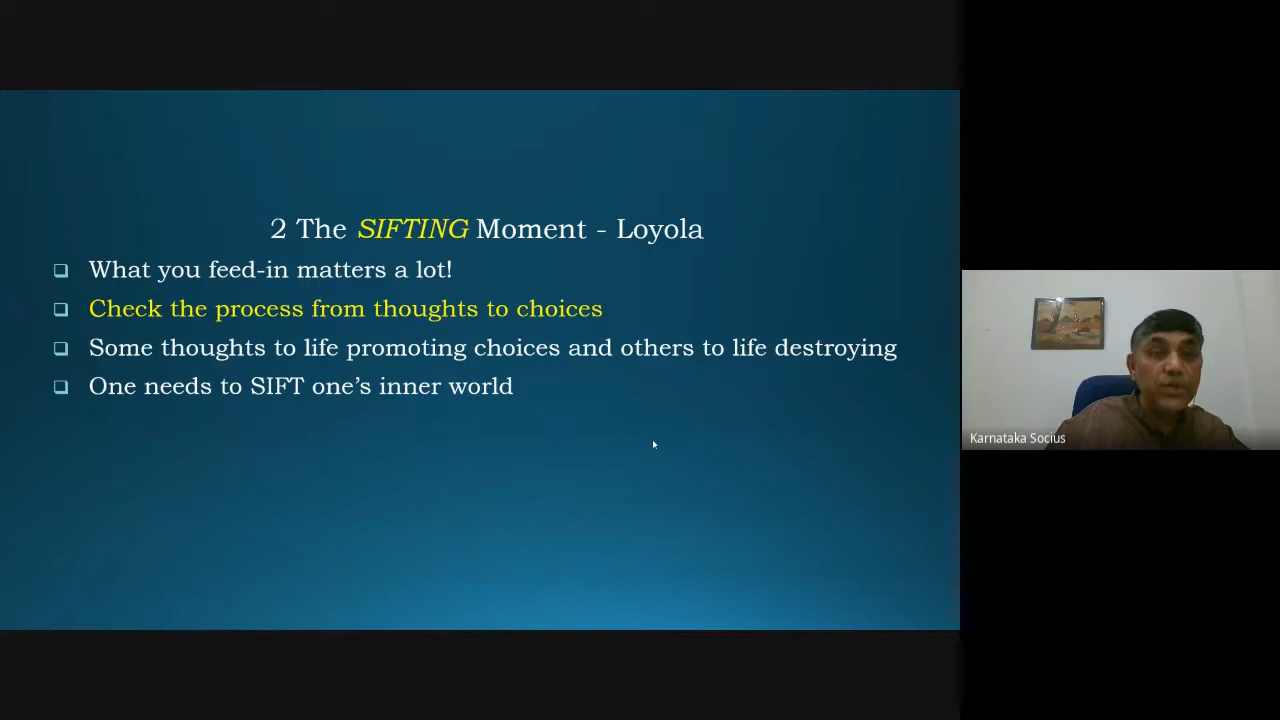 2 The SIFTING Moment - Loyola
What you feed-in matters a lot!
Check the process from thoughts to choices
Some thoughts to life promoting choices and others to life destroying
One needs to SIFT one’s inner world
Karnataka Socius